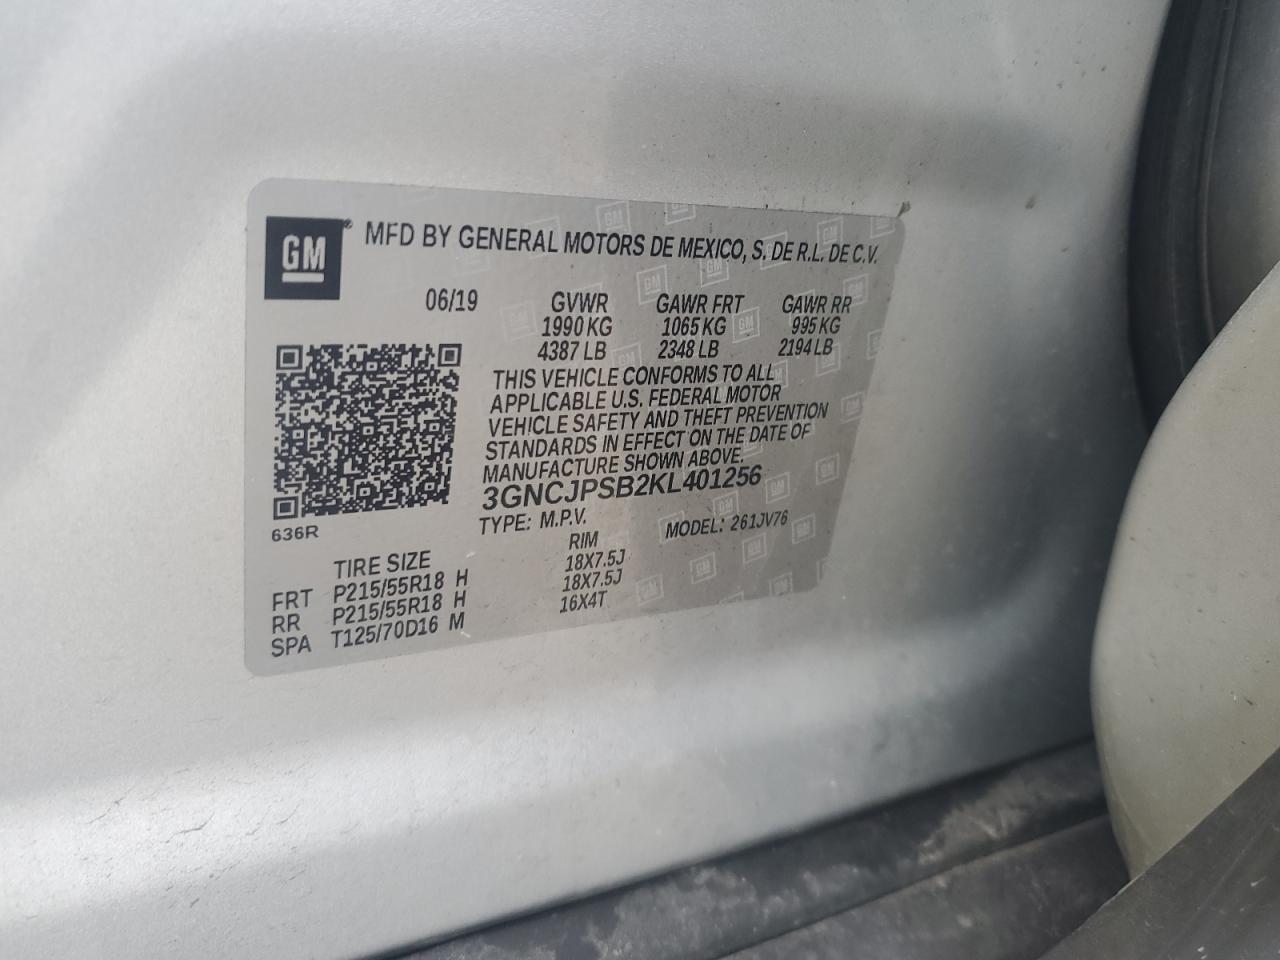 GM
MFD BY GENERAL MOTORS DE MEXICO, S. DE R.L. DE C.V.
06/19 GVWR GAWR FRT GAWR RR
1990 KG 1065 KG 995 KG
4387 LB 2348 LB 2194 LB
THIS VEHICLE CONFORMS TO ALL
APPLICABLE U.S. FEDERAL MOTOR
VEHICLE SAFETY AND THEFT PREVENTION
STANDARDS IN EFFECT ON THE DATE OF
MANUFACTURE SHOWN ABOVE.
3GNCJPSB2KL401256
636R
TYPE: M.P.V. MODEL: 261JV76
TIRE SIZE RIM
FRT P215/55R18 H 18X7.5J
RR P215/55R18 H 18X7.5J
SPA T125/70D16 M 16X4T